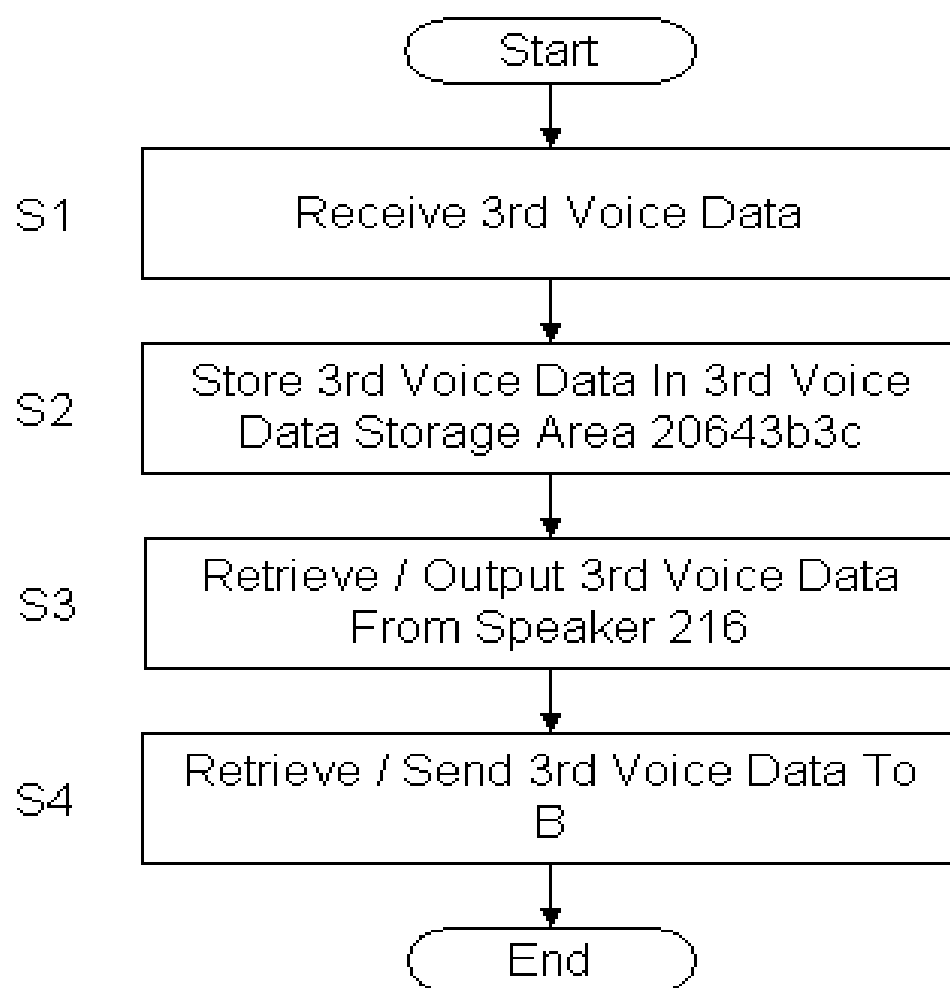 Start
S1
Receive 3rd Voice Data
S2
Store 3rd Voice Data In 3rd Voice
Data Storage Area 20643b3c
S3
Retrieve / Output 3rd Voice Data
From Speaker 216
S4
Retrieve / Send 3rd Voice Data To
B
End